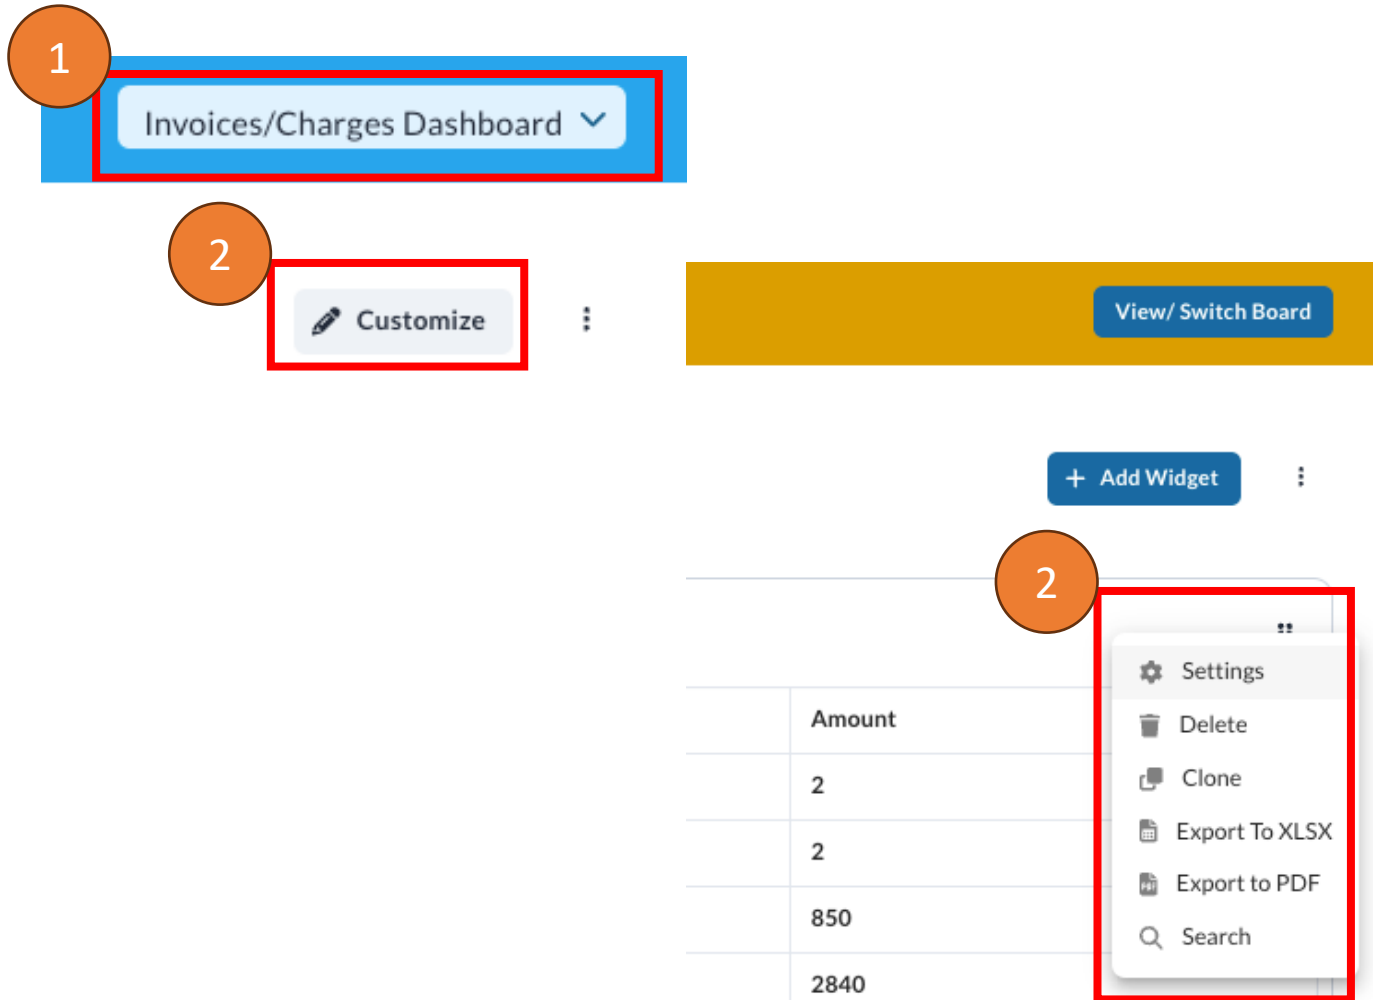 1
Invoices/Charges Dashboard
2
Customize
View/ Switch Board
+ Add Widget
2
Settings
Delete
Clone
Export To XLSX
Export to PDF
Search
Amount
2
2
850
2840